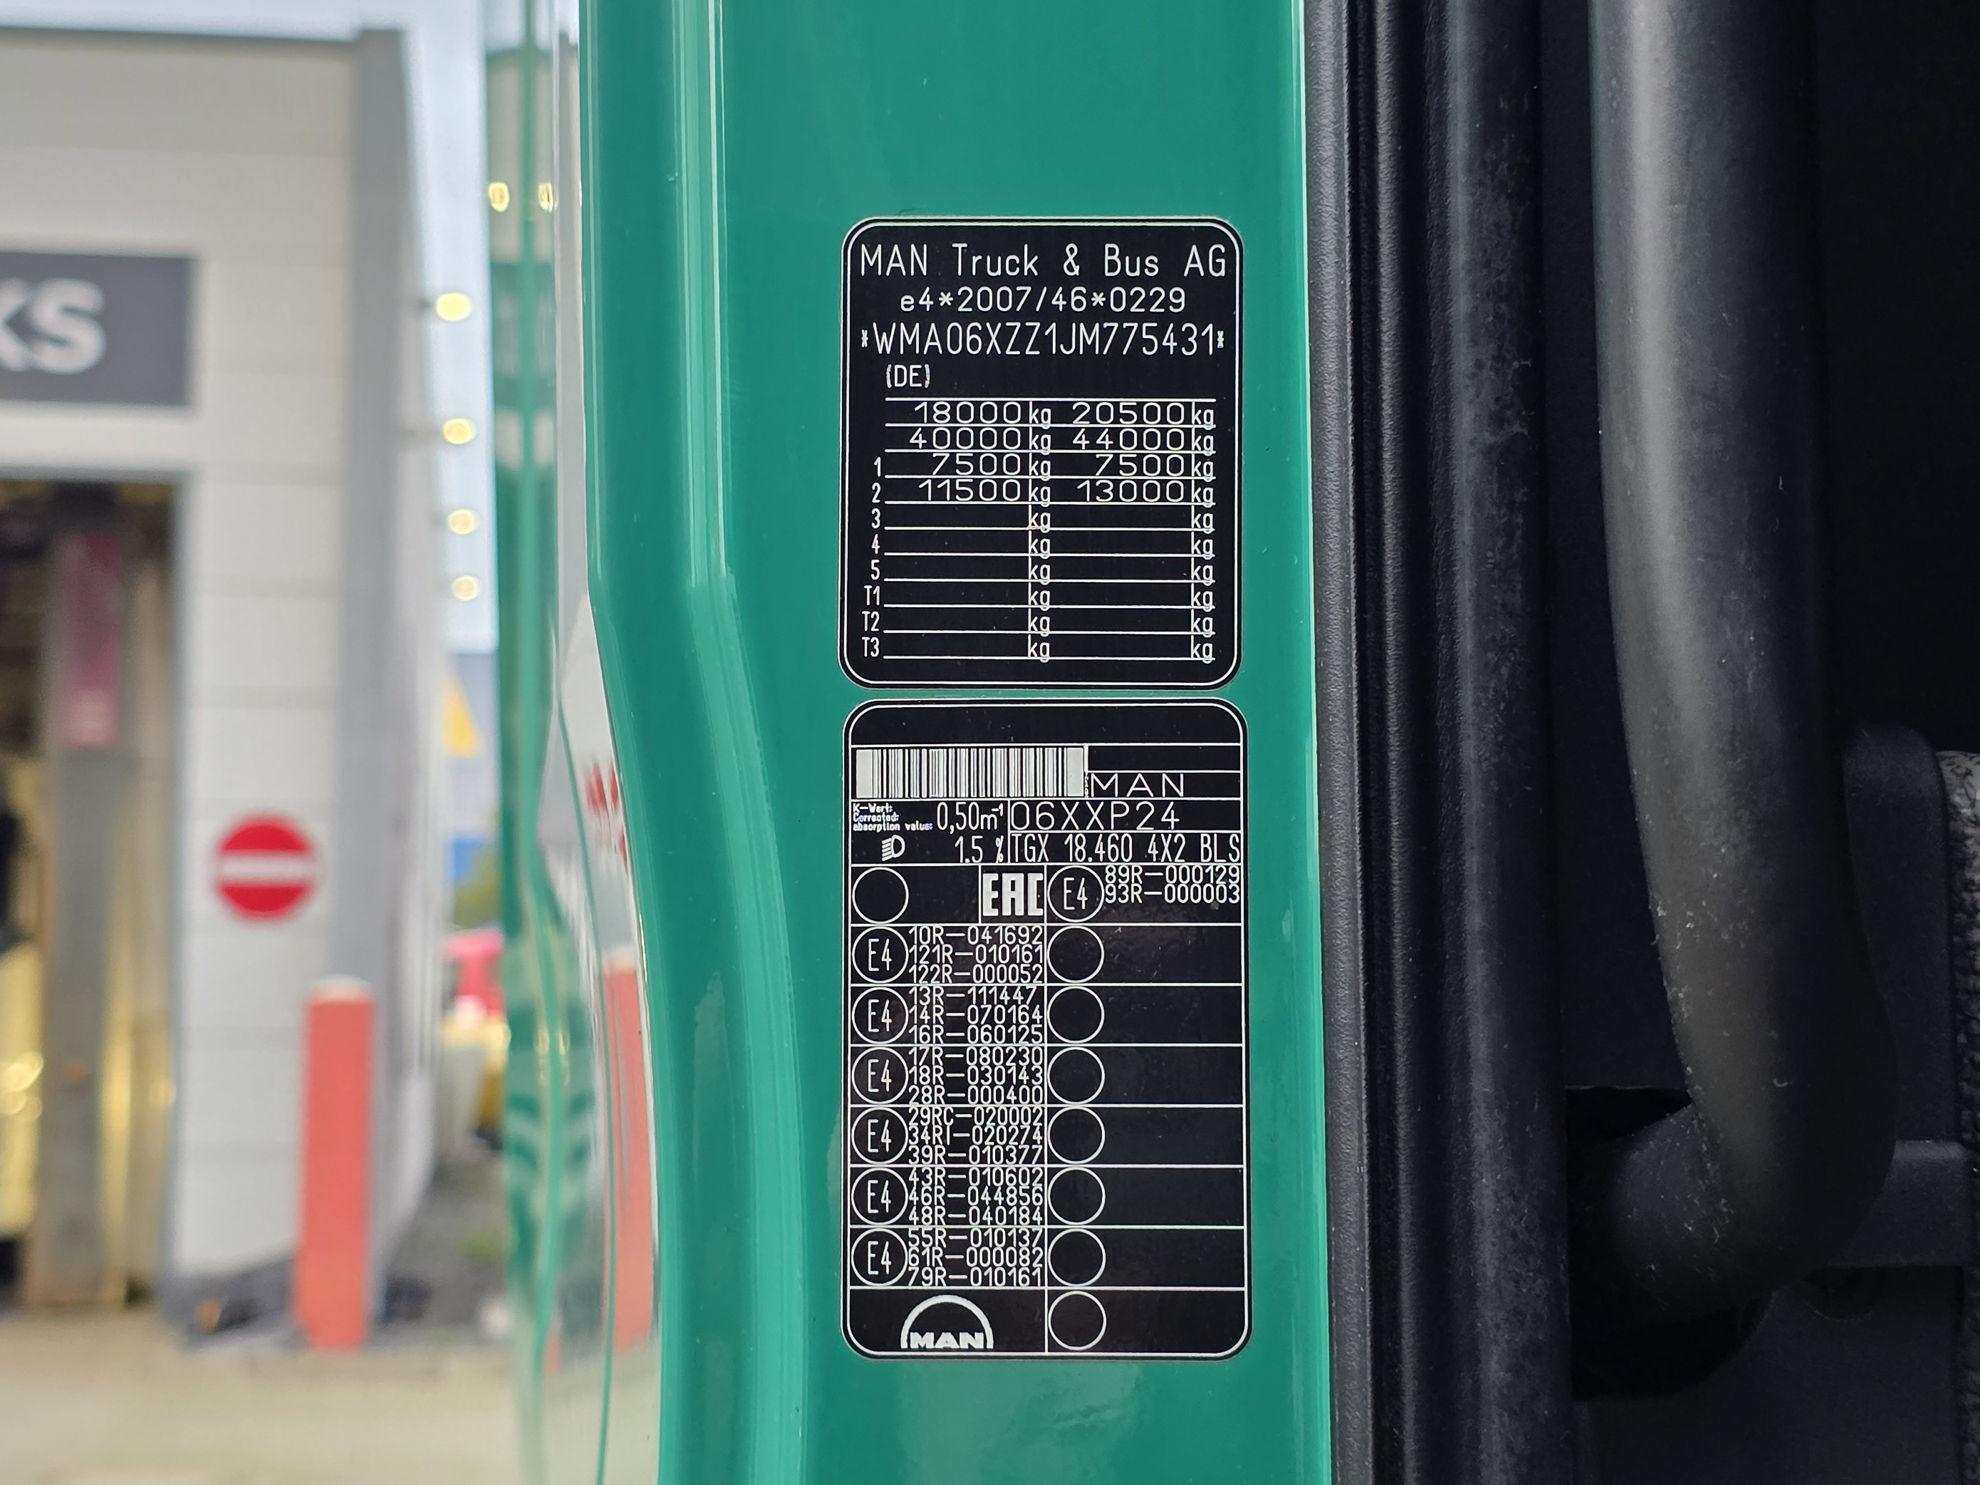 KS
MAN Truck & Bus AG
e4*2007/46*0229
*WMA06XZZ1JM775431*
(DE)
18000 kg 20500 kg
40000 kg 44000 kg
1 7500 kg 7500 kg
2 11500 kg 13000 kg
3 kg kg
4 kg kg
5 kg kg
T1 kg kg
T2 kg kg
T3 kg kg
MAN
K-Wert:
Corrected:
absorption value: 0,50m⁻¹ 06XXP24
1.5 % TGX 18.460 4X2 BLS
EAC E4 89R-000129
93R-000003
E4 10R-041692
121R-010161
122R-000052
E4 13R-111447
14R-070164
16R-060125
E4 17R-080230
18R-030143
28R-000400
E4 29RC-020002
34RI-020274
39R-010377
E4 43R-010602
46R-044856
48R-040184
E4 55R-010137
61R-000082
79R-010161
MAN